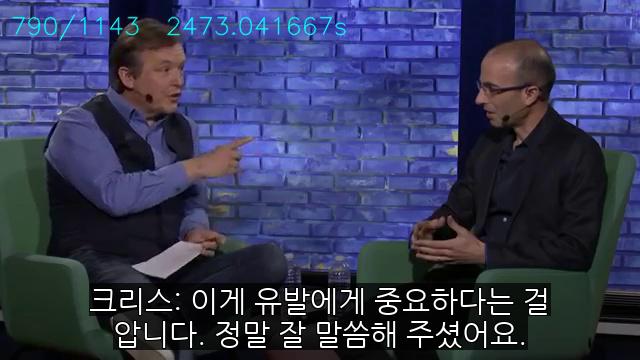 790/1143 2473.041667s
크리스: 이게 유발에게 중요하다는 걸
압니다. 정말 잘 말씀해 주셨어요.